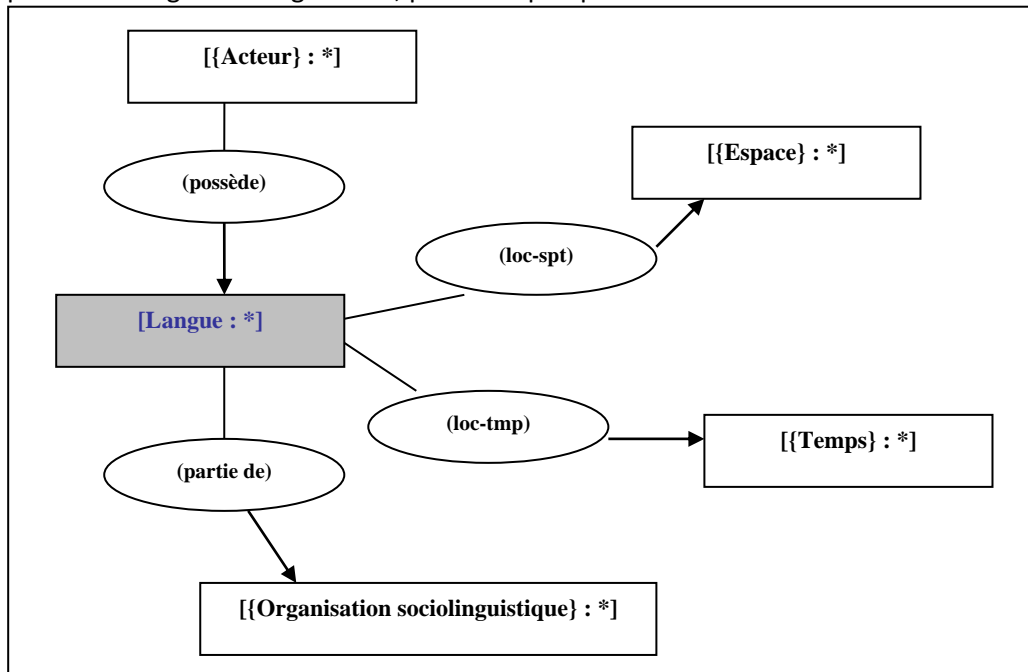 [{Acteur} : *]
[{Espace} : *]
(possède)
(loc-spt)
[Langue : *]
(loc-tmp)
[{Temps} : *]
(partie de)
[{Organisation sociolinguistique} : *]